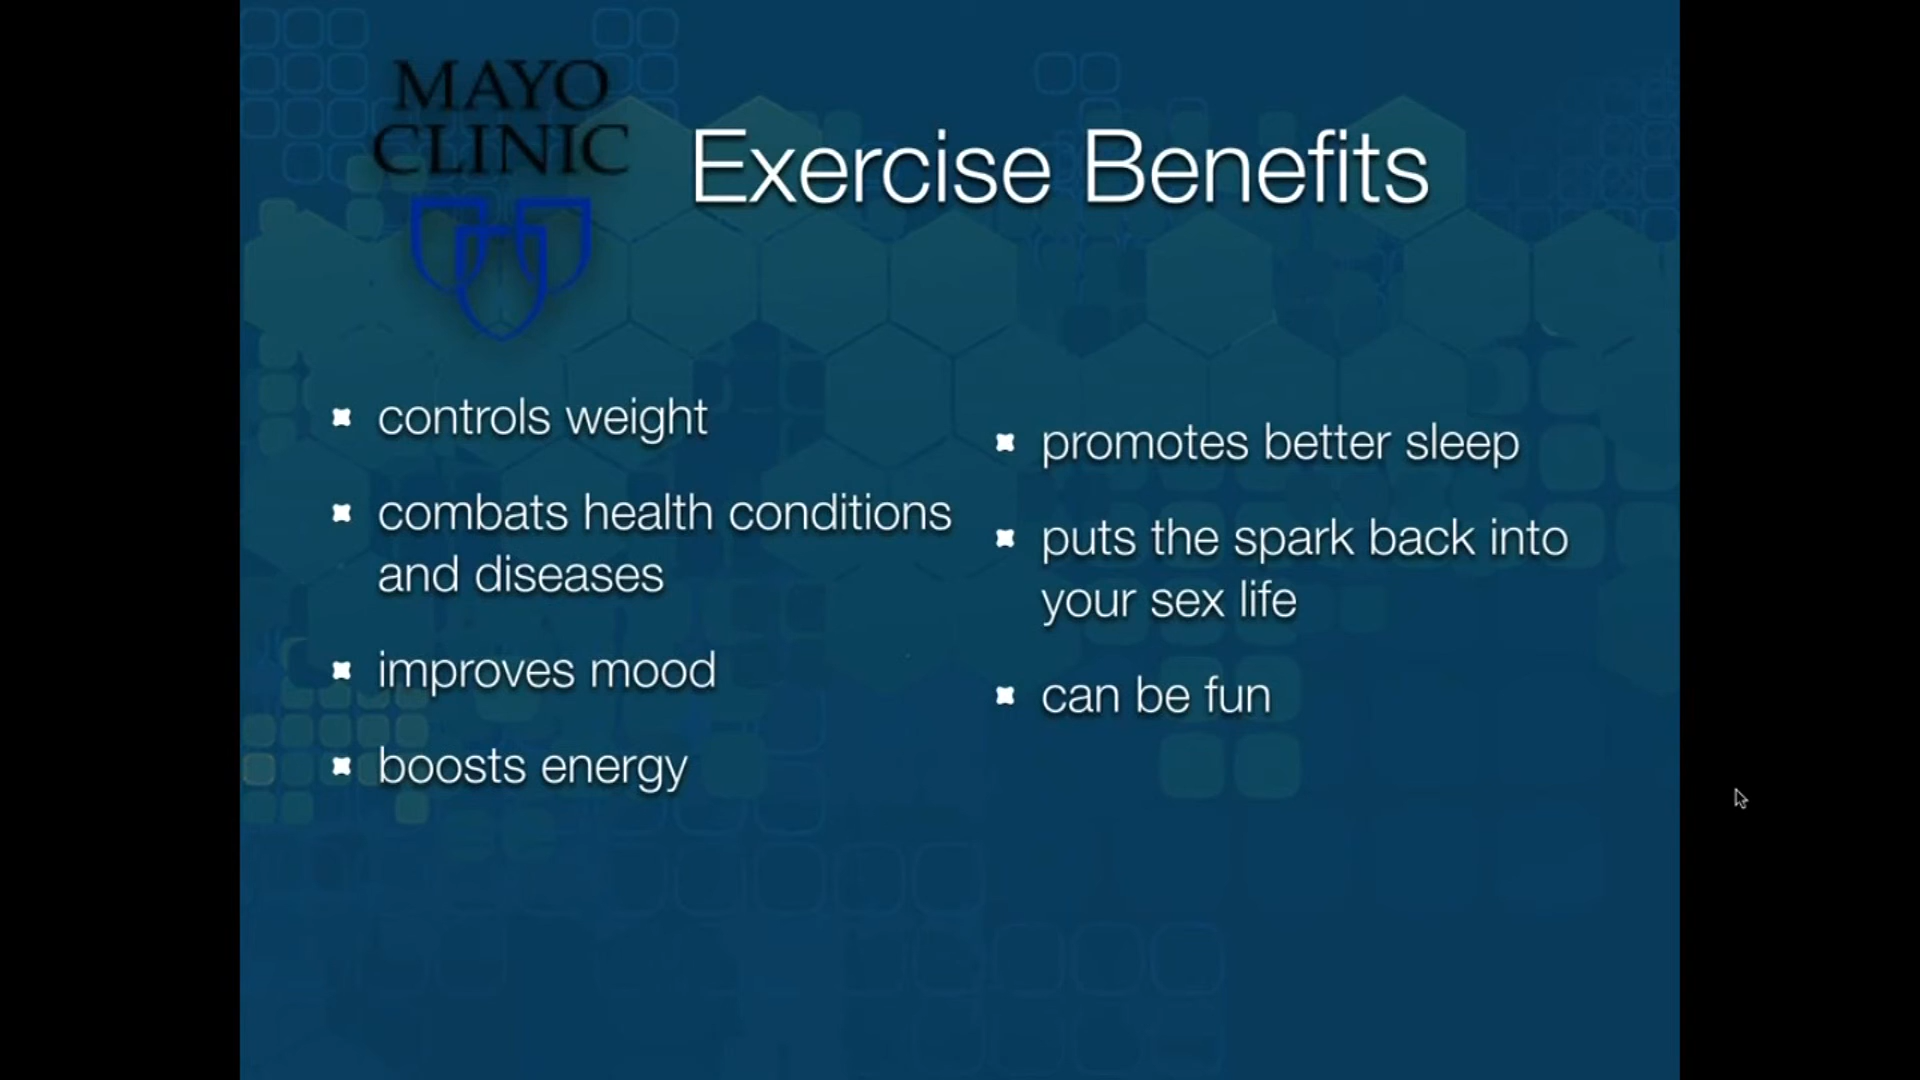 MAYO
CLINIC
Exercise Benefits
controls weight
combats health conditions
and diseases
improves mood
boosts energy
promotes better sleep
puts the spark back into
your sex life
can be fun